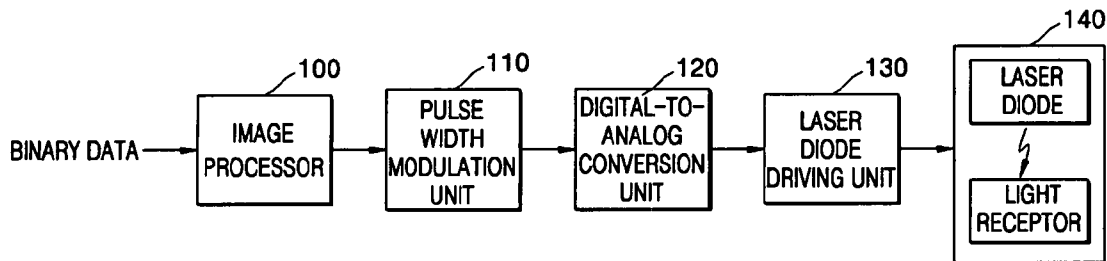 100
110
120
130
140
BINARY DATA
IMAGE
PROCESSOR
PULSE
WIDTH
MODULATION
UNIT
DIGITAL-TO-
ANALOG
CONVERSION
UNIT
LASER
DIODE
DRIVING UNIT
LASER
DIODE
LIGHT
RECEPTOR